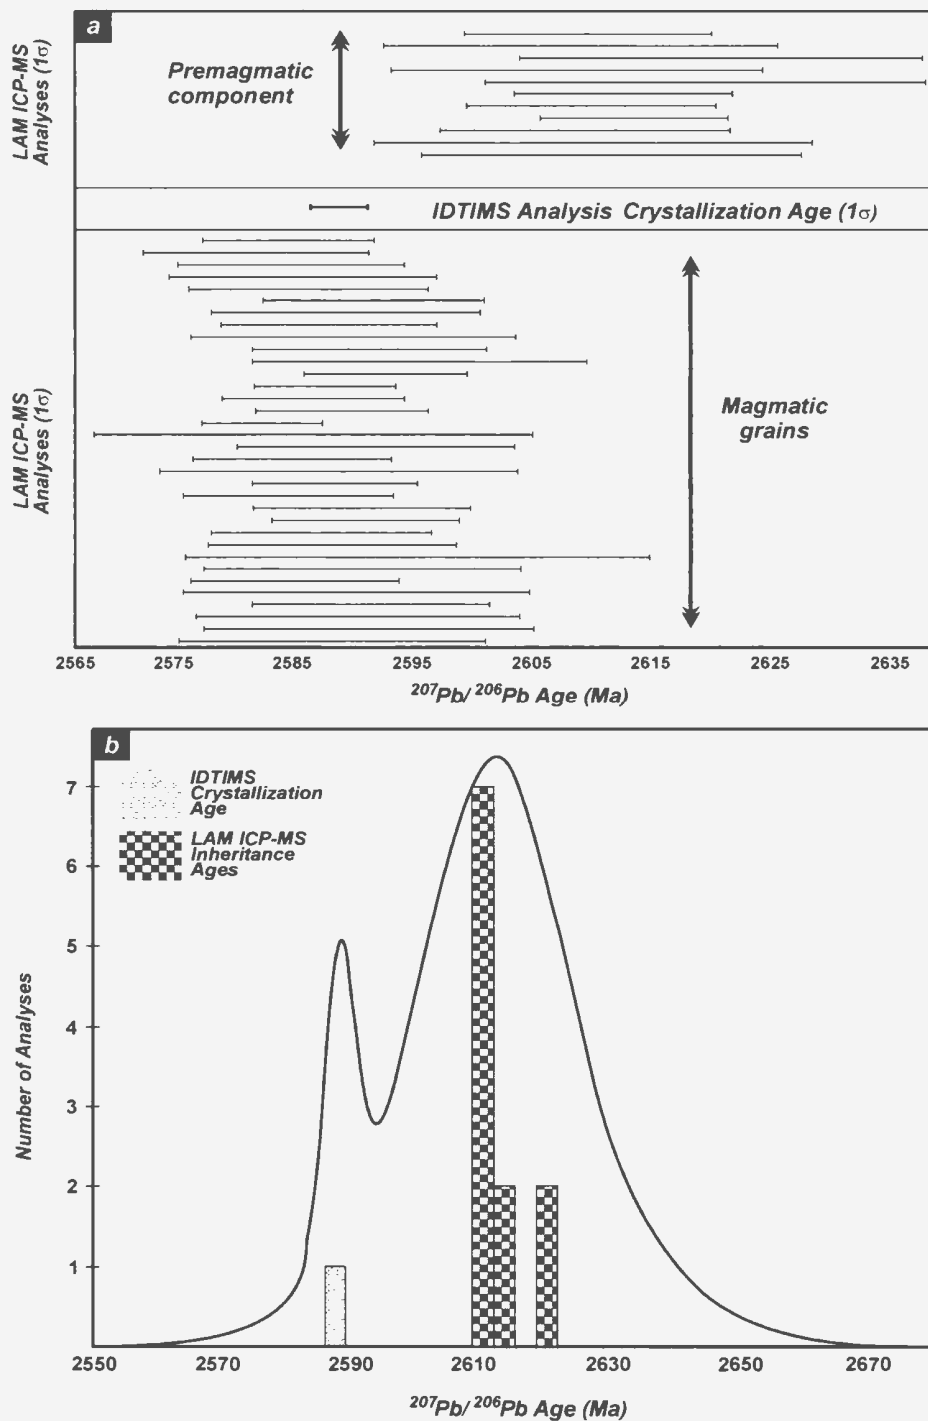 a
LAM ICP-MS
Analyses (1σ)
Premagmatic
component
IDTIMS Analysis Crystallization Age (1σ)
LAM ICP-MS
Analyses (1σ)
Magmatic
grains
2565 2575 2585 2595 2605 2615 2625 2635
²⁰⁷Pb/ ²⁰⁶Pb Age (Ma)
b
IDTIMS
Crystallization
Age
LAM ICP-MS
Inheritance
Ages
Number of Analyses
7
6
5
4
3
2
1
2550 2570 2590 2610 2630 2650 2670
²⁰⁷Pb/ ²⁰⁶Pb Age (Ma)